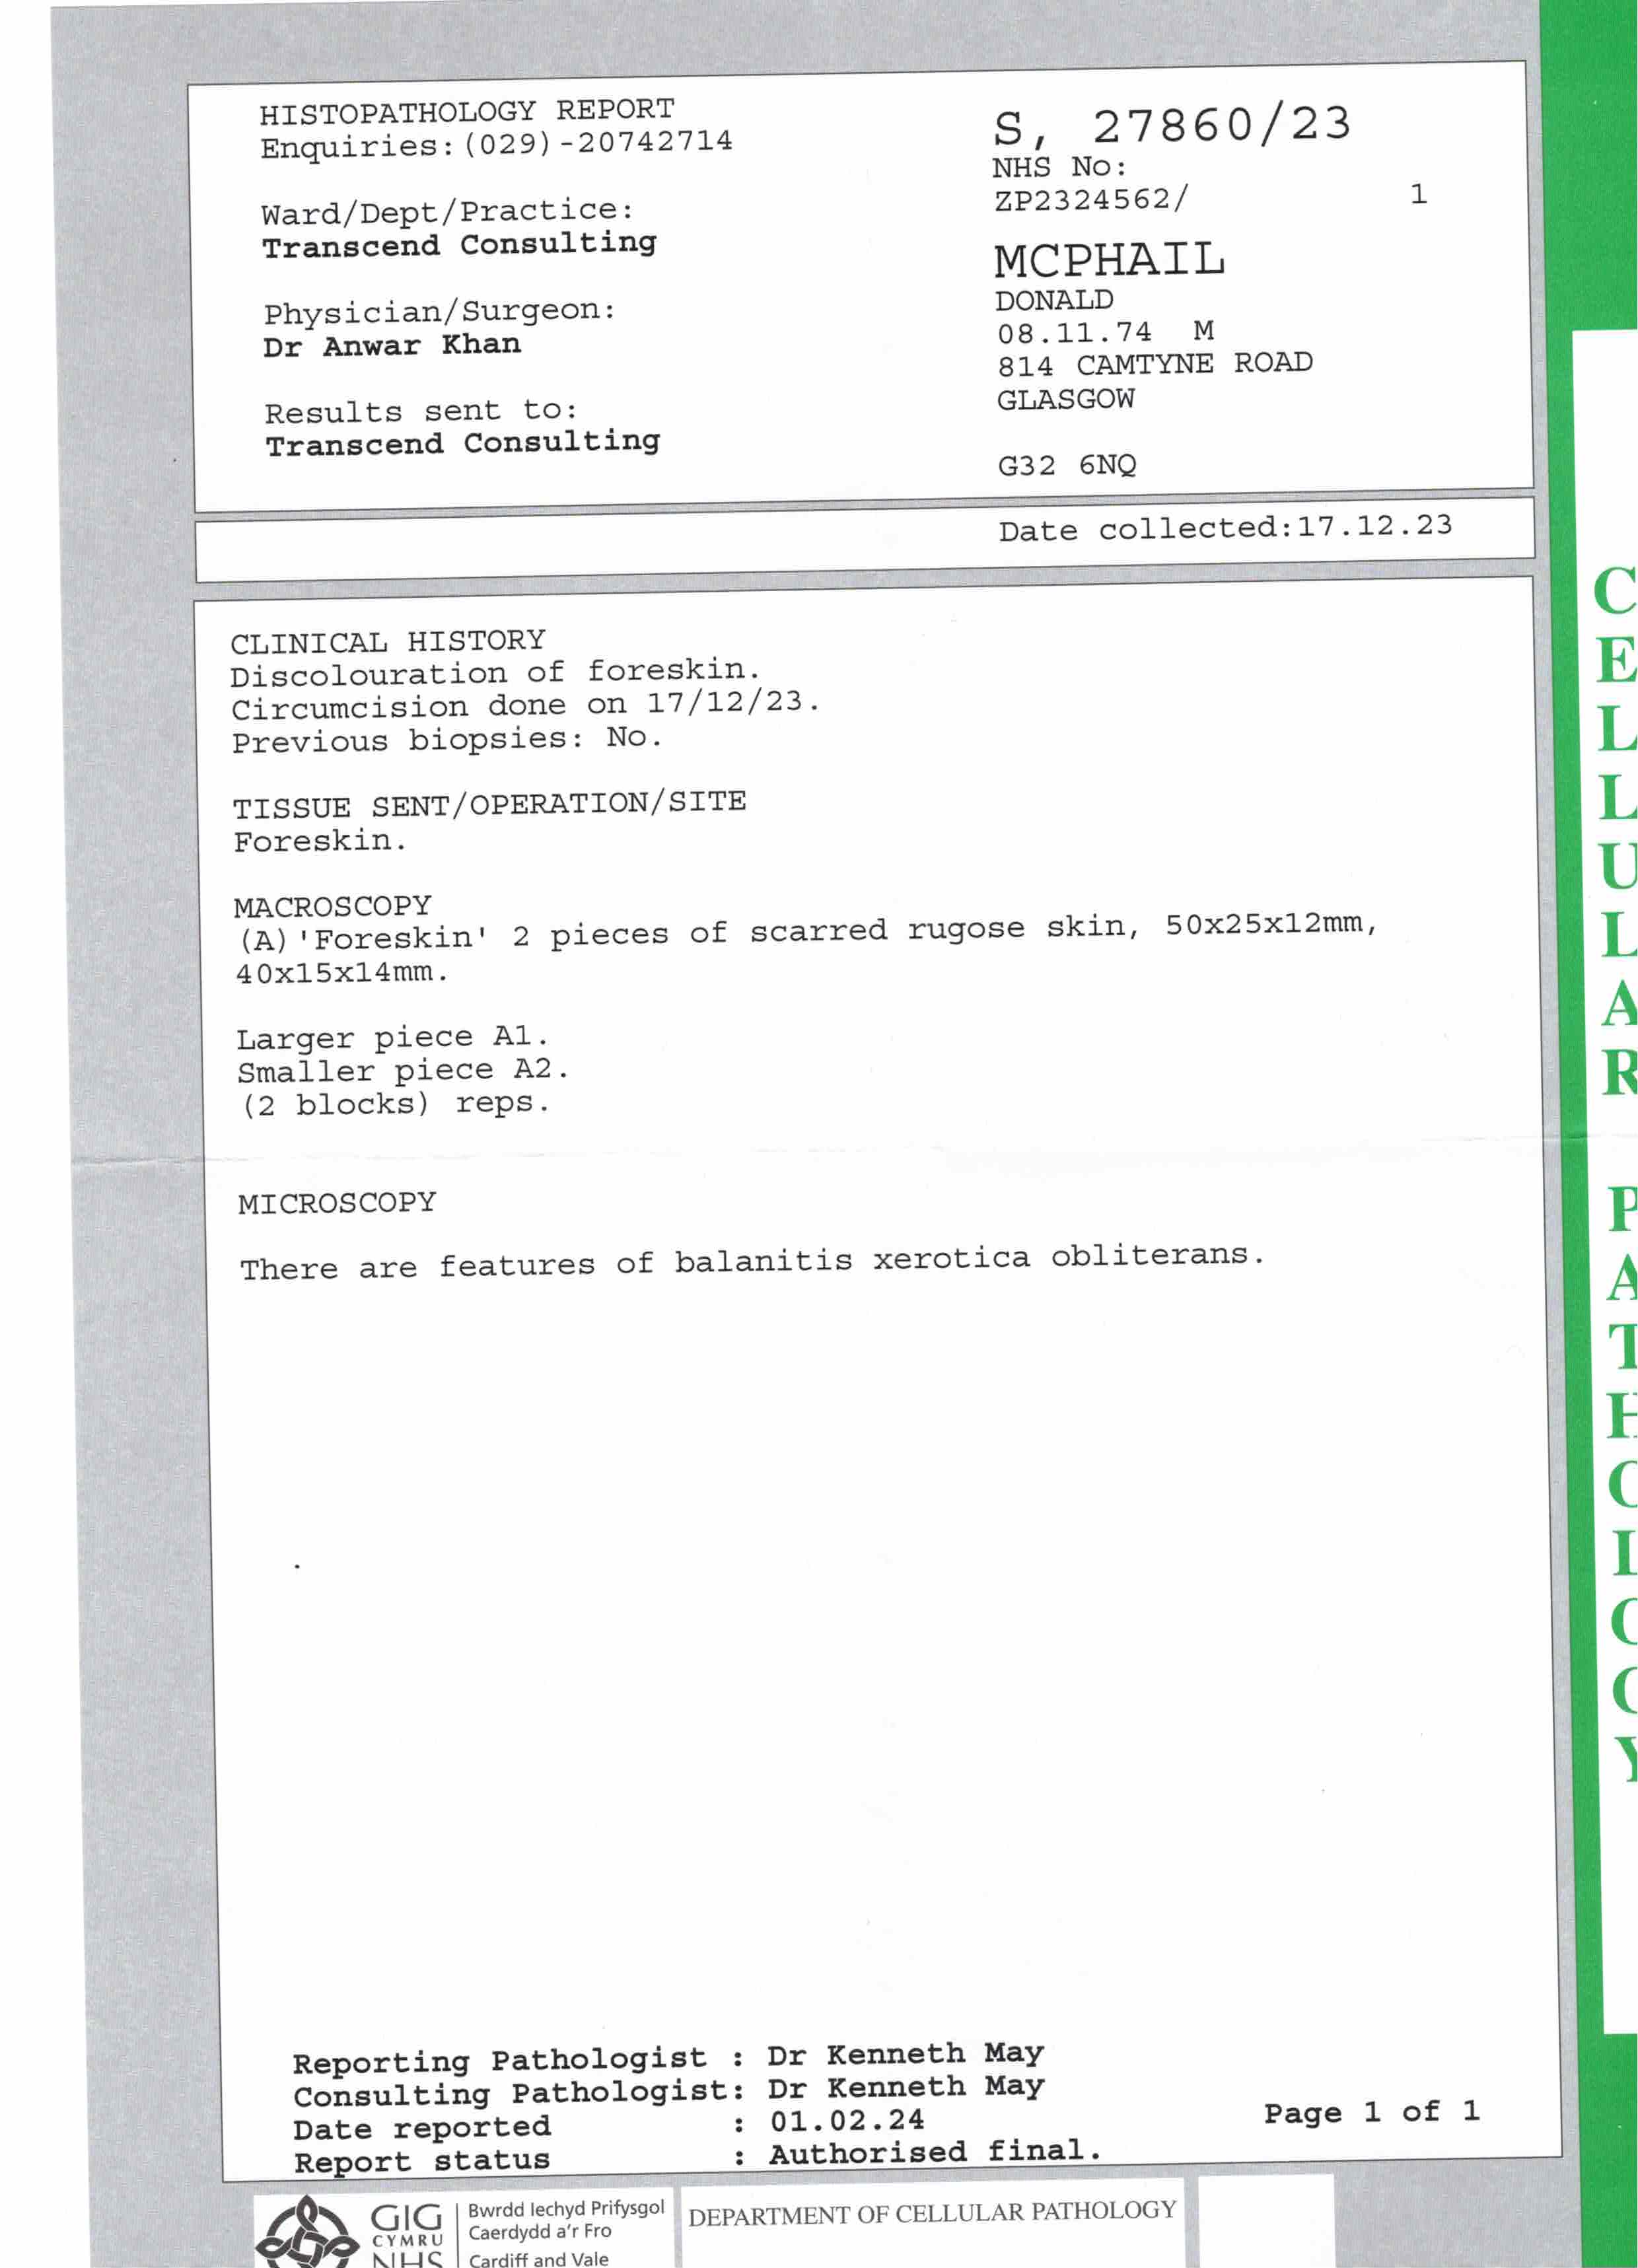 HISTOPATHOLOGY REPORT
Enquiries:(029)-20742714
Ward/Dept/Practice:
Transcend Consulting
Physician/Surgeon:
Dr Anwar Khan
Results sent to:
Transcend Consulting
S, 27860/23
NHS No:
ZP2324562/ 1
MCPHAIL
DONALD
08.11.74 M
814 CAMTYNE ROAD
GLASGOW
G32 6NQ
Date collected:17.12.23
CLINICAL HISTORY
Discolouration of foreskin.
Circumcision done on 17/12/23.
Previous biopsies: No.
TISSUE SENT/OPERATION/SITE
Foreskin.
MACROSCOPY
(A)'Foreskin' 2 pieces of scarred rugose skin, 50x25x12mm,
40x15x14mm.
Larger piece A1.
Smaller piece A2.
(2 blocks) reps.
MICROSCOPY
There are features of balanitis xerotica obliterans.
Reporting Pathologist : Dr Kenneth May
Consulting Pathologist: Dr Kenneth May
Date reported : 01.02.24
Report status : Authorised final.
Page 1 of 1
GIG
CYMRU
NHS
Bwrdd Iechyd Prifysgol
Caerdydd a'r Fro
Cardiff and Vale
DEPARTMENT OF CELLULAR PATHOLOGY
CELLULAR PATHOLOGY